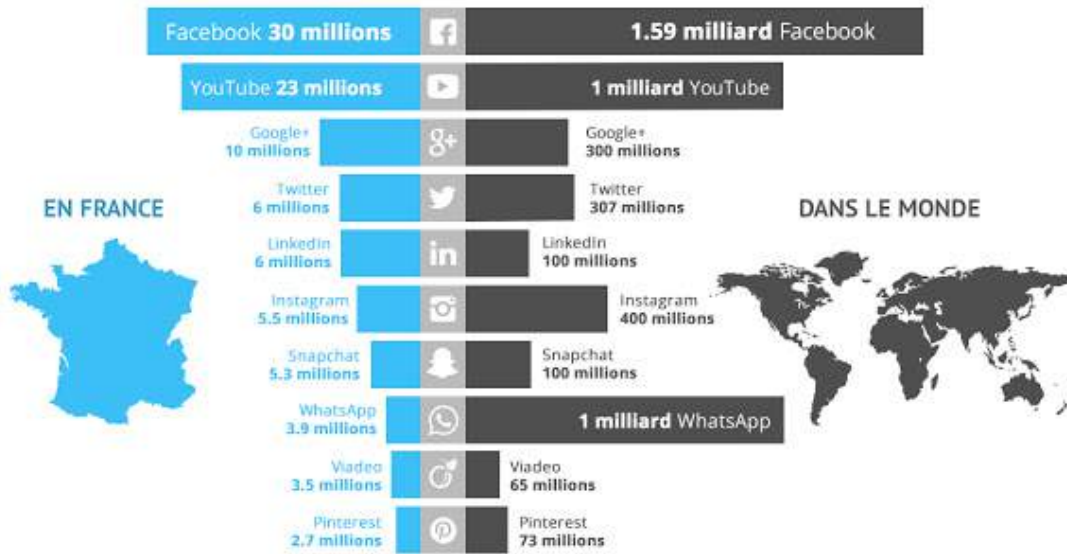 Facebook 30 millions
1.59 milliard Facebook
YouTube 23 millions
1 milliard YouTube
Google+
10 millions
Google+
300 millions
Twitter
6 millions
Twitter
307 millions
EN FRANCE
DANS LE MONDE
LinkedIn
6 millions
LinkedIn
100 millions
Instagram
5.5 millions
Instagram
400 millions
Snapchat
5.3 millions
Snapchat
100 millions
WhatsApp
3.9 millions
1 milliard WhatsApp
Viadeo
3.5 millions
Viadeo
65 millions
Pinterest
2.7 millions
Pinterest
73 millions